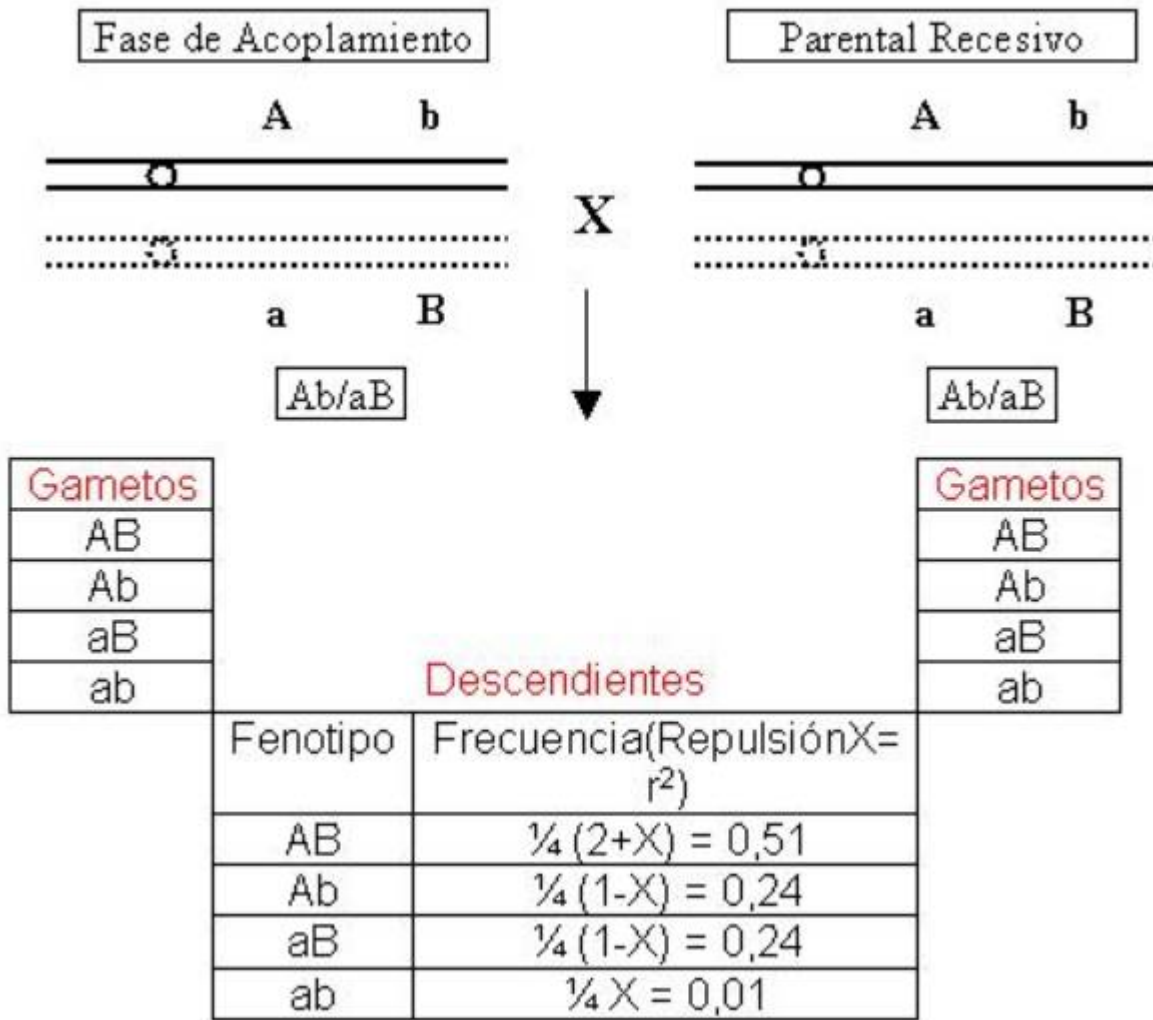 Fase de Acoplamiento
Parental Recesivo
A b
A b
X
a B
a B
Ab/aB
Ab/aB
Gametos
AB
Ab
aB
ab
Gametos
AB
Ab
aB
ab
Descendientes
Fenotipo
Frecuencia(RepulsiónX=
r²)
AB
¼ (2+X) = 0,51
Ab
¼ (1-X) = 0,24
aB
¼ (1-X) = 0,24
ab
¼ X = 0,01